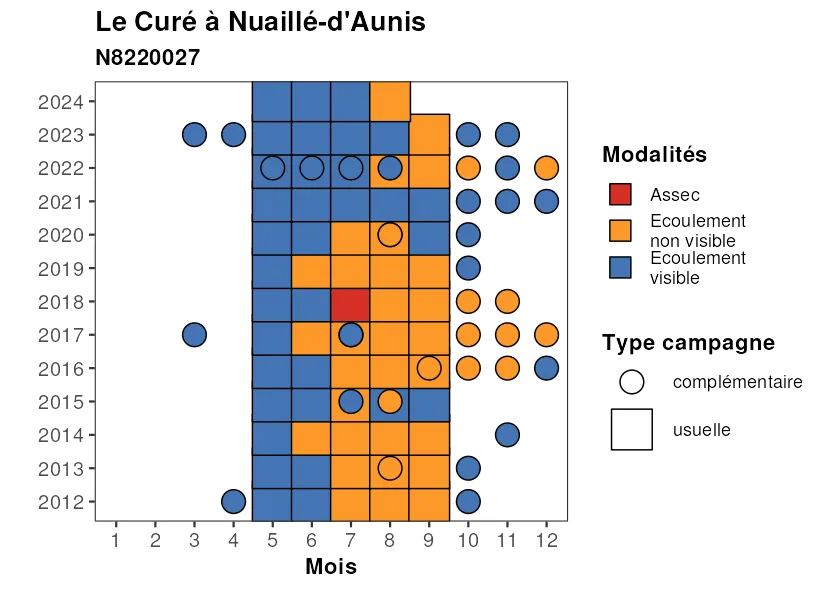 Le Curé à Nuaillé-d'Aunis
N8220027
2024
2023
2022
2021
2020
2019
2018
2017
2016
2015
2014
2013
2012
1 2 3 4 5 6 7 8 9 10 11 12
Mois
Modalités
Assec
Ecoulement
non visible
Ecoulement
visible
Type campagne
complémentaire
usuelle